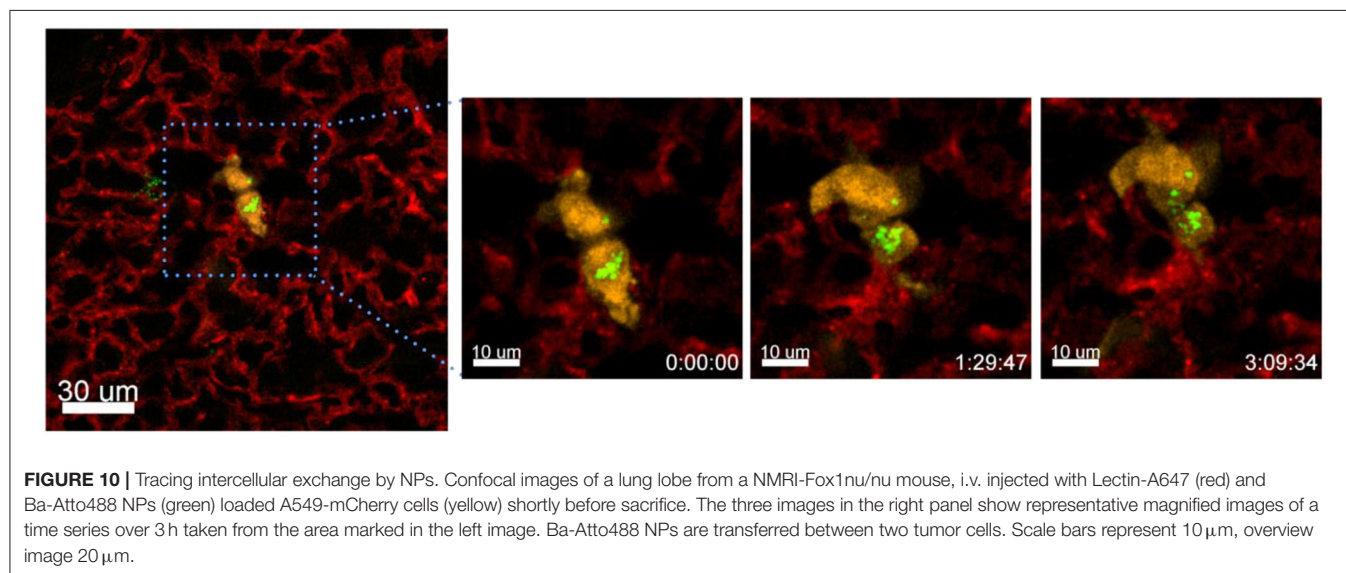 30 um
10 um
0:00:00
10 um
1:29:47
10 um
3:09:34
FIGURE 10 | Tracing intercellular exchange by NPs. Confocal images of a lung lobe from a NMRI-Fox1nu/nu mouse, i.v. injected with Lectin-A647 (red) and
Ba-Atto488 NPs (green) loaded A549-mCherry cells (yellow) shortly before sacrifice. The three images in the right panel show representative magnified images of a
time series over 3 h taken from the area marked in the left image. Ba-Atto488 NPs are transferred between two tumor cells. Scale bars represent 10 μm, overview
image 20 μm.